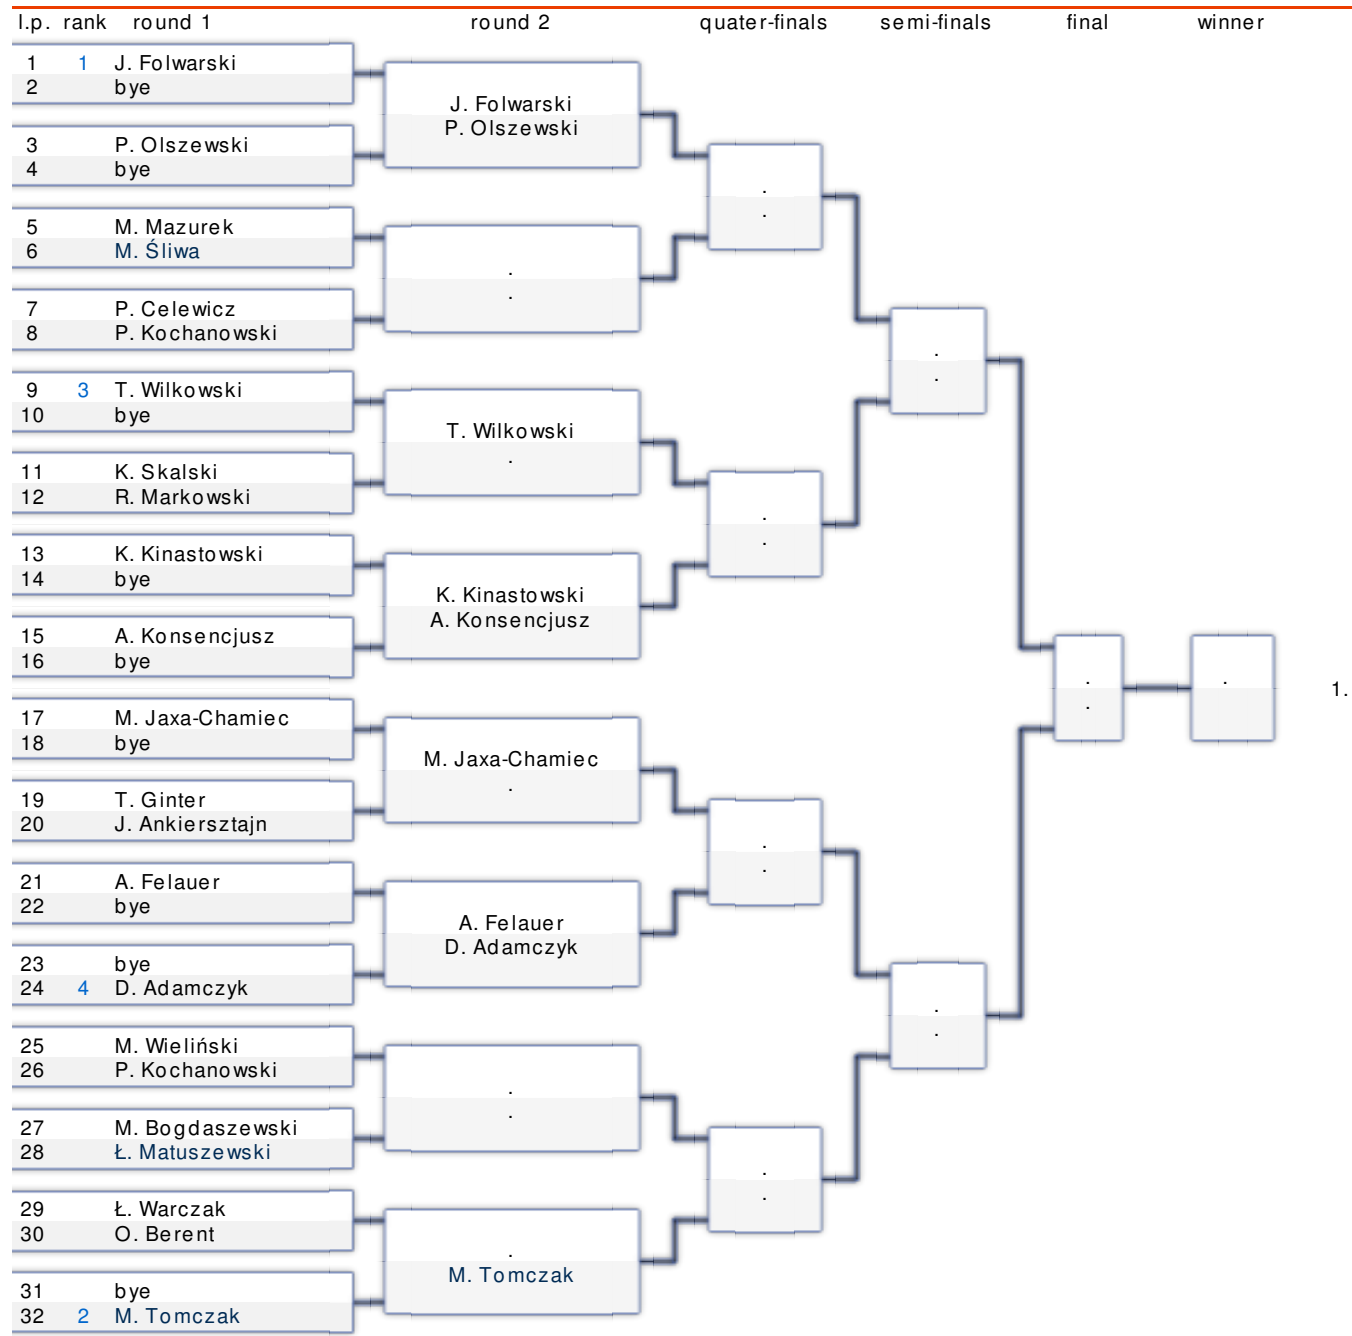 l.p. rank round 1 round 2 quater-finals semi-finals final winner
1 1 J. Folwarski
2 bye
J. Folwarski
P. Olszewski
3 P. Olszewski
4 bye
.
.
5 M. Mazurek
6 M. Śliwa
.
.
7 P. Celewicz
8 P. Kochanowski
.
.
9 3 T. Wilkowski
10 bye
T. Wilkowski
.
11 K. Skalski
12 R. Markowski
.
.
13 K. Kinastowski
14 bye
K. Kinastowski
A. Konsencjusz
15 A. Konsencjusz
16 bye
.
.
.
1.
17 M. Jaxa-Chamiec
18 bye
M. Jaxa-Chamiec
.
19 T. Ginter
20 J. Ankiersztajn
.
.
21 A. Felauer
22 bye
A. Felauer
D. Adamczyk
23 bye
24 4 D. Adamczyk
.
.
25 M. Wieliński
26 P. Kochanowski
.
.
27 M. Bogdaszewski
28 Ł. Matuszewski
.
.
29 Ł. Warczak
30 O. Berent
.
M. Tomczak
31 bye
32 2 M. Tomczak